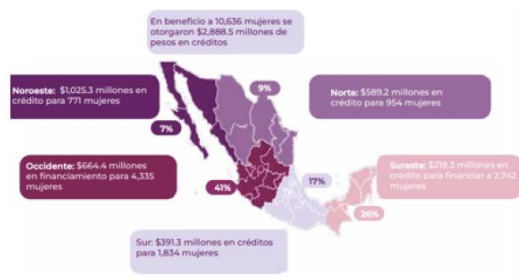 En beneficio a 10,636 mujeres se
otorgaron $2,888.5 millones de
pesos en créditos
Noroeste: $1,025.3 millones en
crédito para 771 mujeres
9%
Norte: $589.2 millones en
crédito para 954 mujeres
7%
Occidente: $664.4 millones
en financiamiento para 4,335
mujeres
41%
17%
Sureste: $218.3 millones en
crédito para financiar a 2,742
mujeres
26%
Sur: $391.3 millones en créditos
para 1,834 mujeres